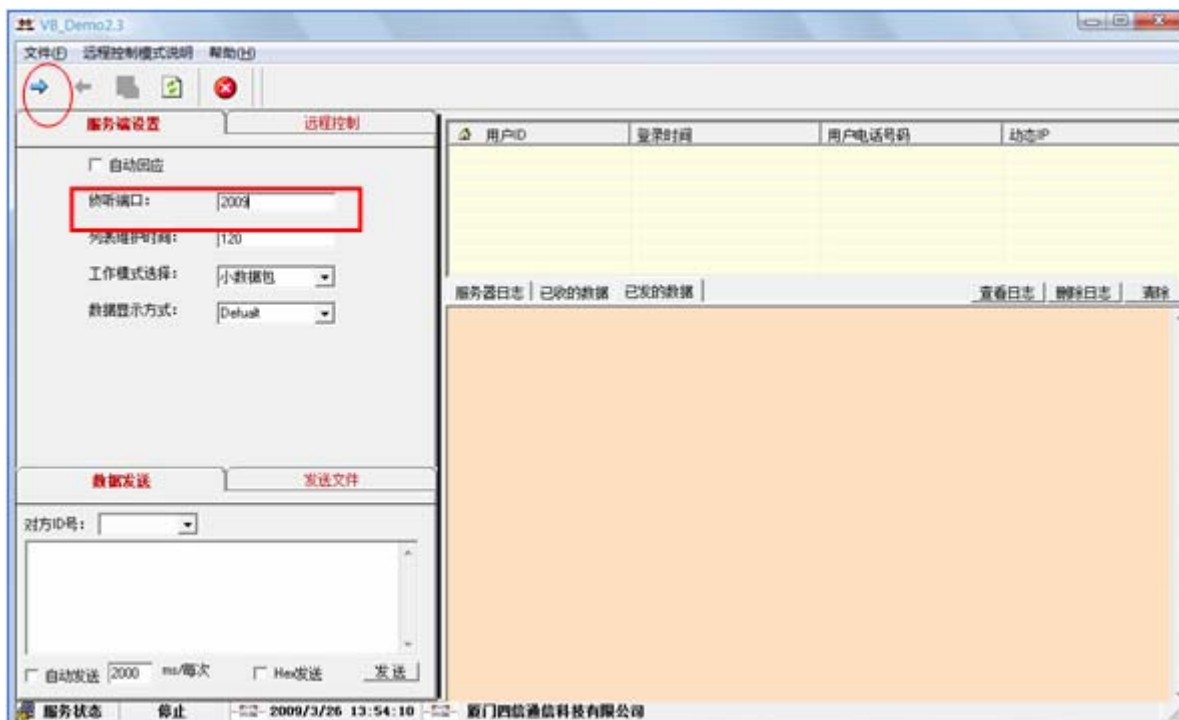 VB_Demo2.3
文件(F) 远程控制模式说明 帮助(H)
服务端设置 远程控制
自动回应
侦听端口： 2009
列表维护时间： 120
工作模式选择： 小数据包
数据显示方式： Defualt
用户ID 登录时间 用户电话号码 动态IP
服务器日志 已收的数据 已发的数据 查看日志 删除日志 清除
数据发送 发送文件
对方ID号：
自动发送 2000 ms/每次 Hex发送 发送
服务状态 停止 2009/3/26 13:54:10 厦门四信通信科技有限公司